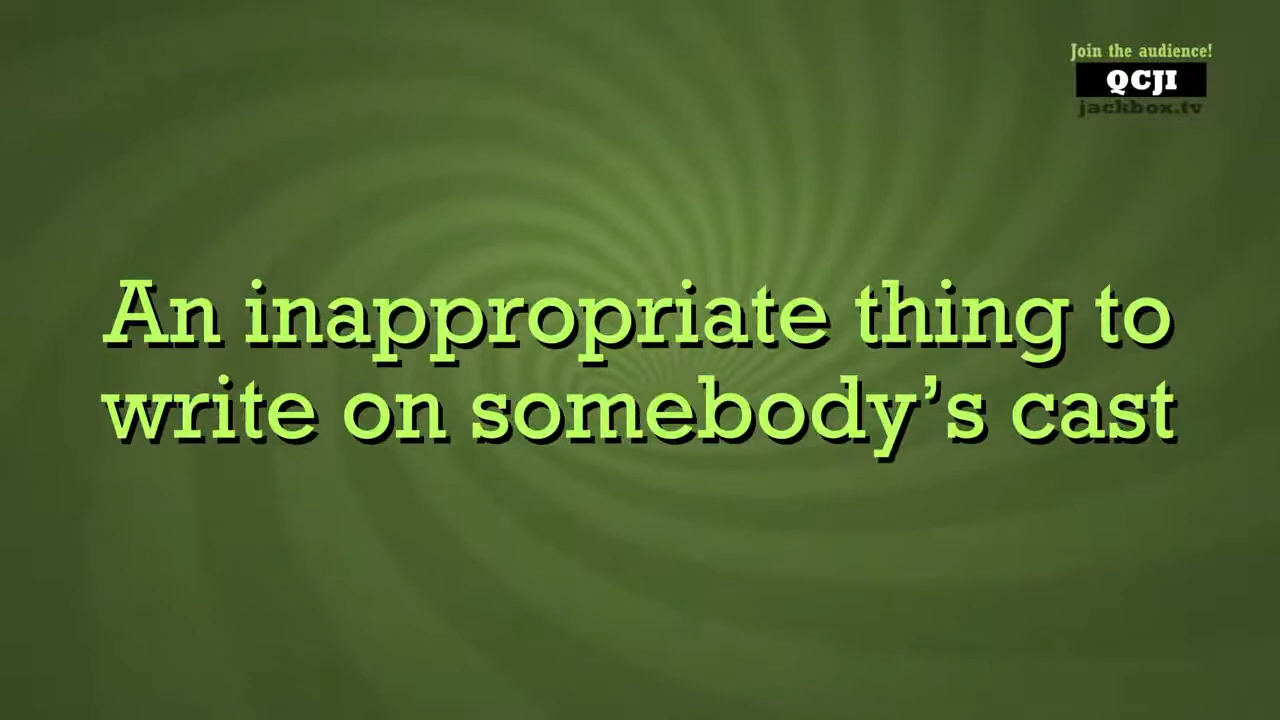 Join the audience!
QCJI
jackbox.tv
An inappropriate thing to
write on somebody’s cast